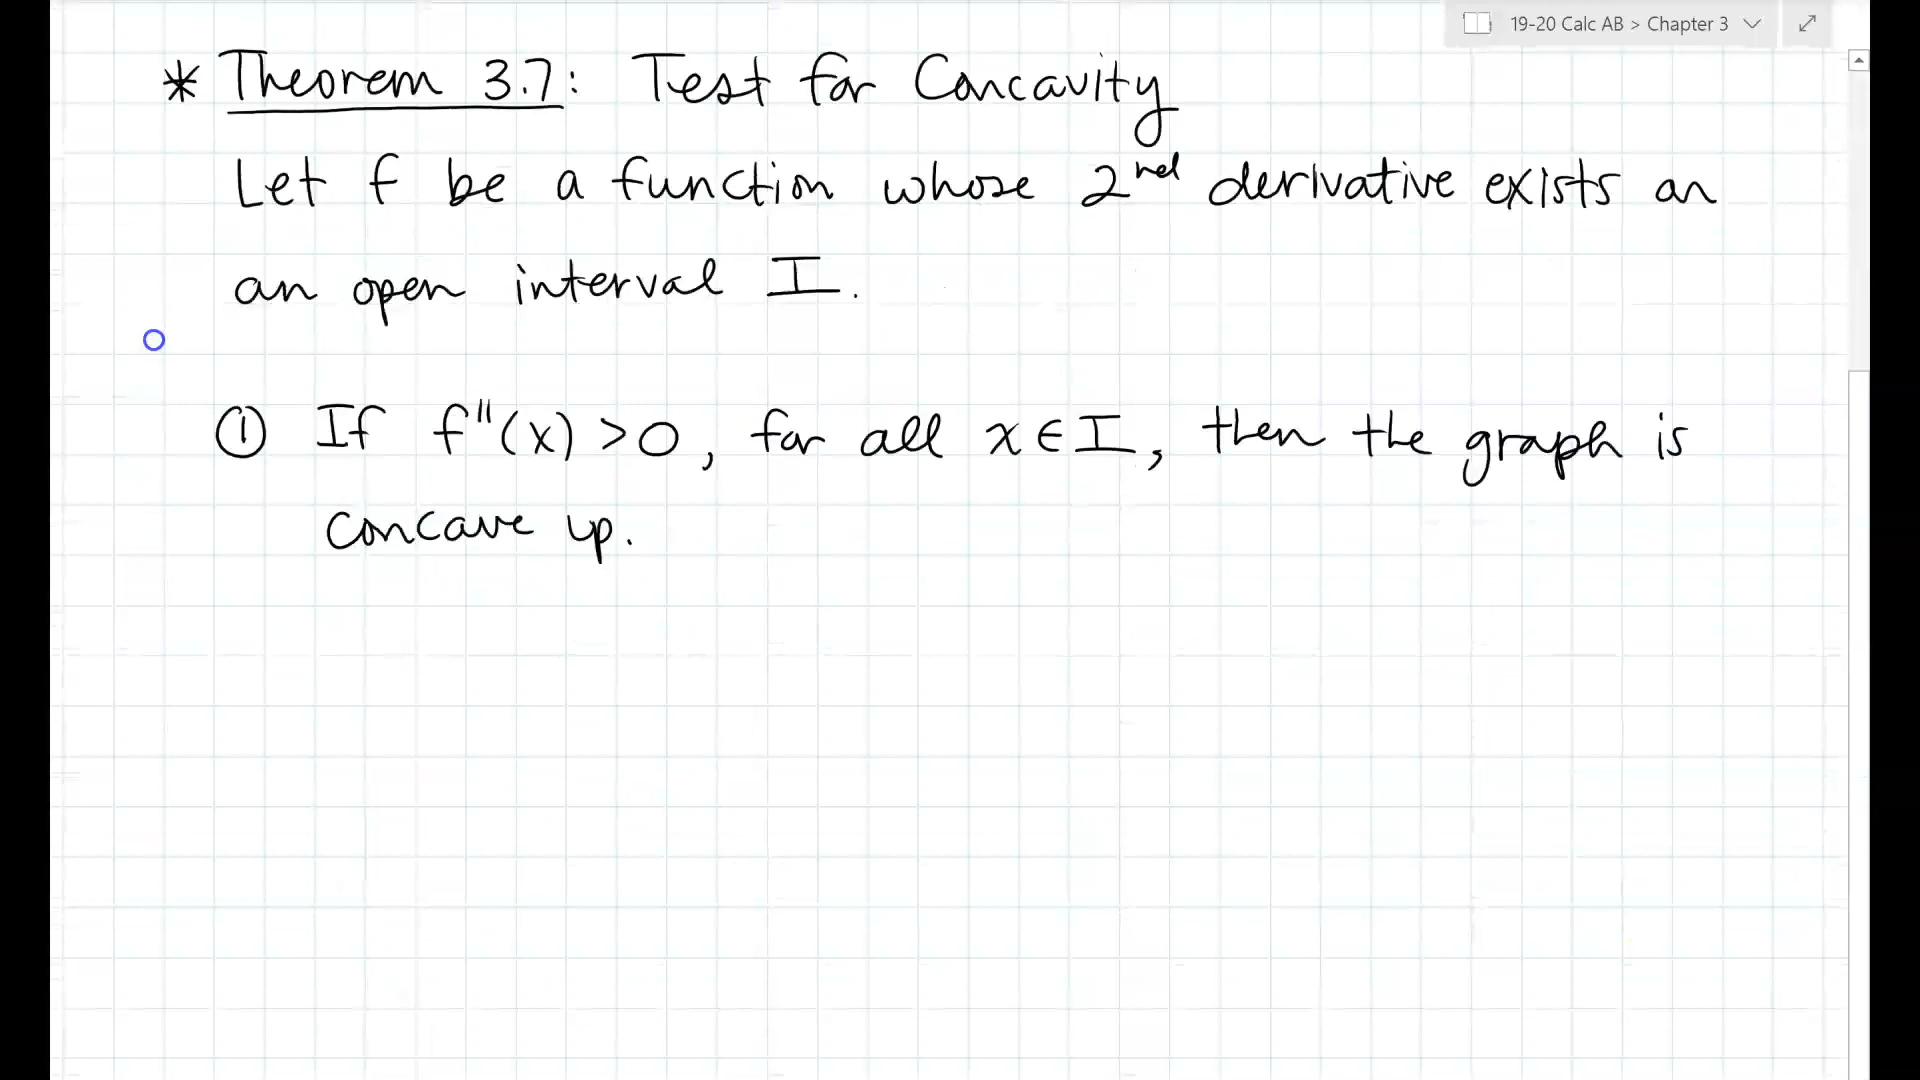 19-20 Calc AB > Chapter 3
* Theorem 3.7: Test for Concavity
Let f be a function whose 2nd derivative exists on
an open interval I.
① If f"(x) >0, for all x∈I, then the graph is
concave up.